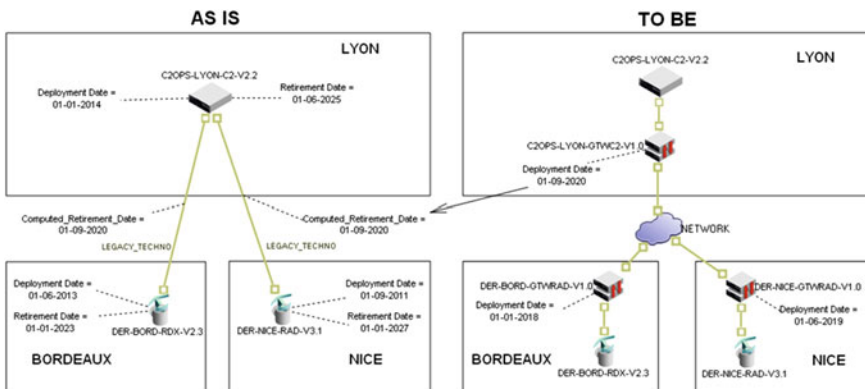 AS IS
LYON
C2OPS-LYON-C2-V2.2
Deployment Date =
01-01-2014
Retirement Date =
01-06-2025
Computed_Retirement_Date =
01-09-2020
Computed_Retirement_Date =
01-09-2020
LEGACY_TECHNO
LEGACY_TECHNO
Deployment Date =
01-06-2013
Retirement Date =
01-01-2023
DER-BORD-RDX-V2.3
BORDEAUX
Deployment Date =
01-09-2011
Retirement Date =
01-01-2027
DER-NICE-RAD-V3.1
NICE
TO BE
LYON
C2OPS-LYON-C2-V2.2
C2OPS-LYON-GTWC2-V1.0
Deployment Date =
01-09-2020
NETWORK
DER-BORD-GTWRAD-V1.0
Deployment Date =
01-01-2018
DER-BORD-RDX-V2.3
BORDEAUX
DER-NICE-GTWRAD-V1.0
Deployment Date =
01-06-2019
DER-NICE-RAD-V3.1
NICE